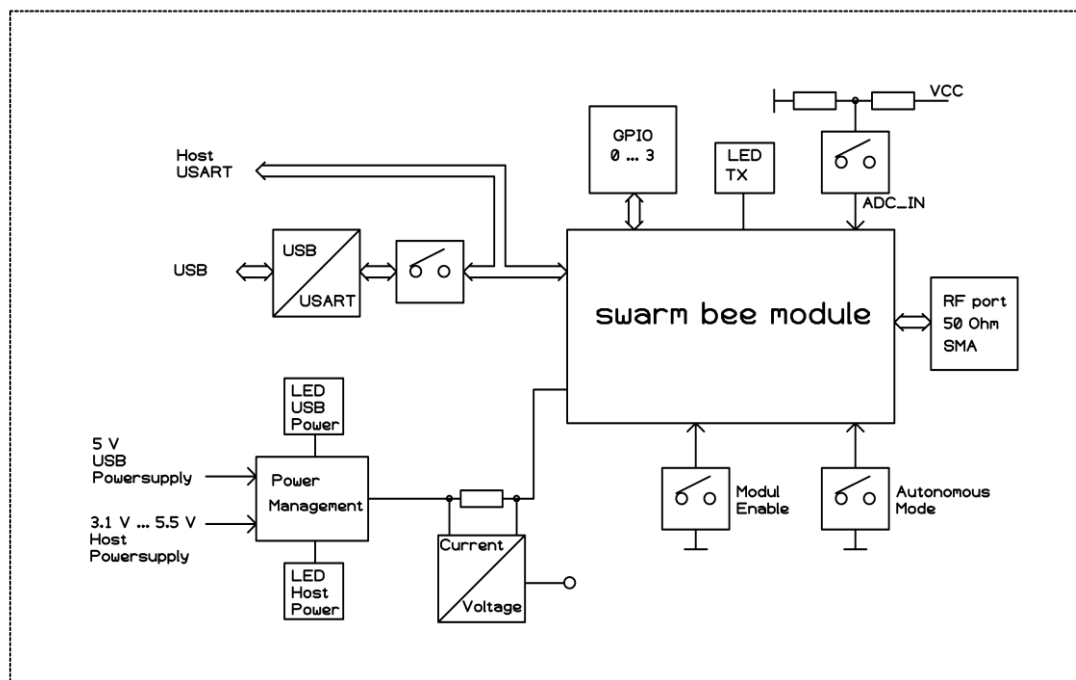 VCC
GPIO
0 ... 3
LED
TX
Host
USART
ADC_IN
USB
USB
USART
swarm bee module
RF port
50 Ohm
SMA
LED
USB
Power
5 V
USB
Powersupply
Power
Management
3.1 V ... 5.5 V
Host
Powersupply
LED
Host
Power
Current
Voltage
Modul
Enable
Autonomous
Mode